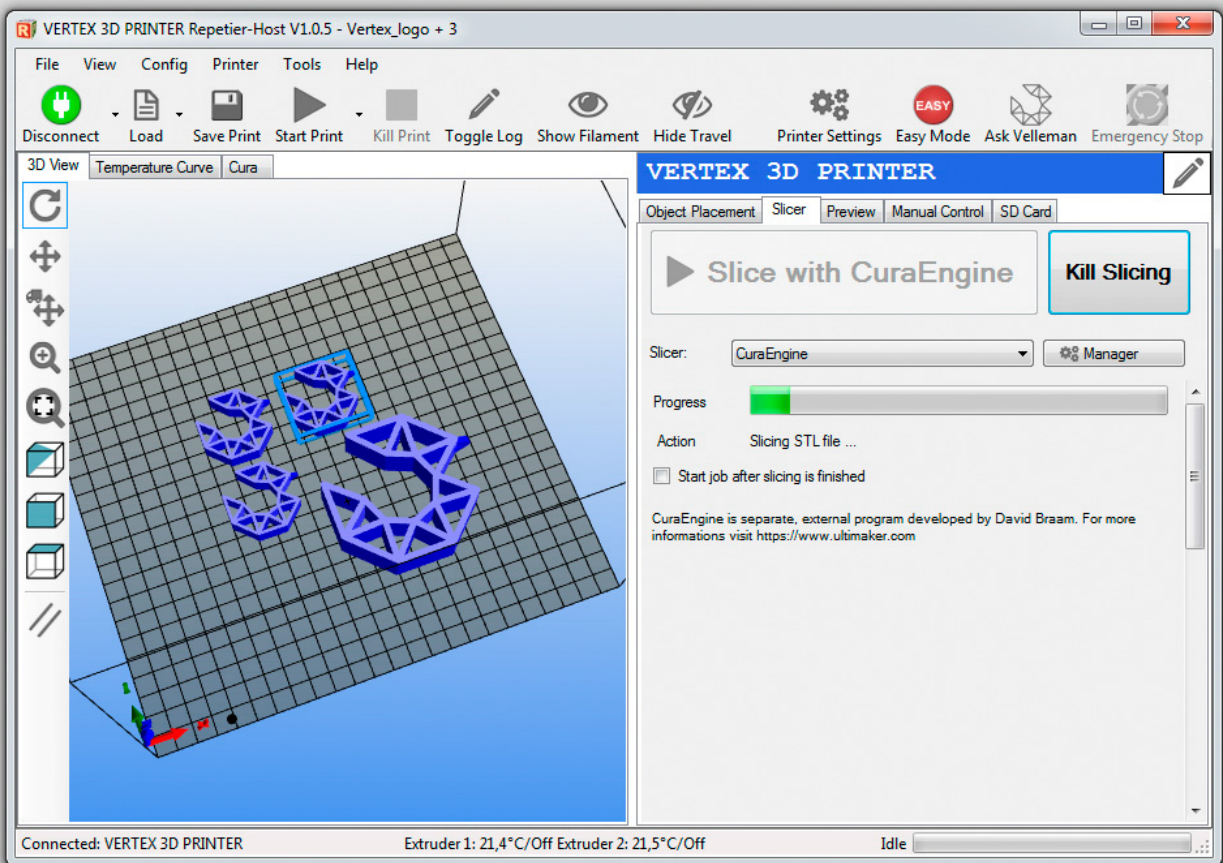 VERTEX 3D PRINTER Repetier-Host V1.0.5 - Vertex_logo + 3
File View Config Printer Tools Help
Disconnect Load Save Print Start Print Kill Print Toggle Log Show Filament Hide Travel Printer Settings EASY Easy Mode Ask Velleman Emergency Stop
3D View Temperature Curve Cura
VERTEX 3D PRINTER
Object Placement Slicer Preview Manual Control SD Card
Slice with CuraEngine
Kill Slicing
Slicer: CuraEngine Manager
Progress
Action Slicing STL file ...
Start job after slicing is finished
CuraEngine is separate, external program developed by David Braam. For more
informations visit https://www.ultimaker.com
Connected: VERTEX 3D PRINTER Extruder 1: 21,4°C/Off Extruder 2: 21,5°C/Off Idle